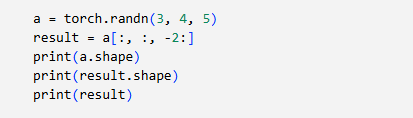 a = torch.randn(3, 4, 5)
result = a[:, :, -2:]
print(a.shape)
print(result.shape)
print(result)